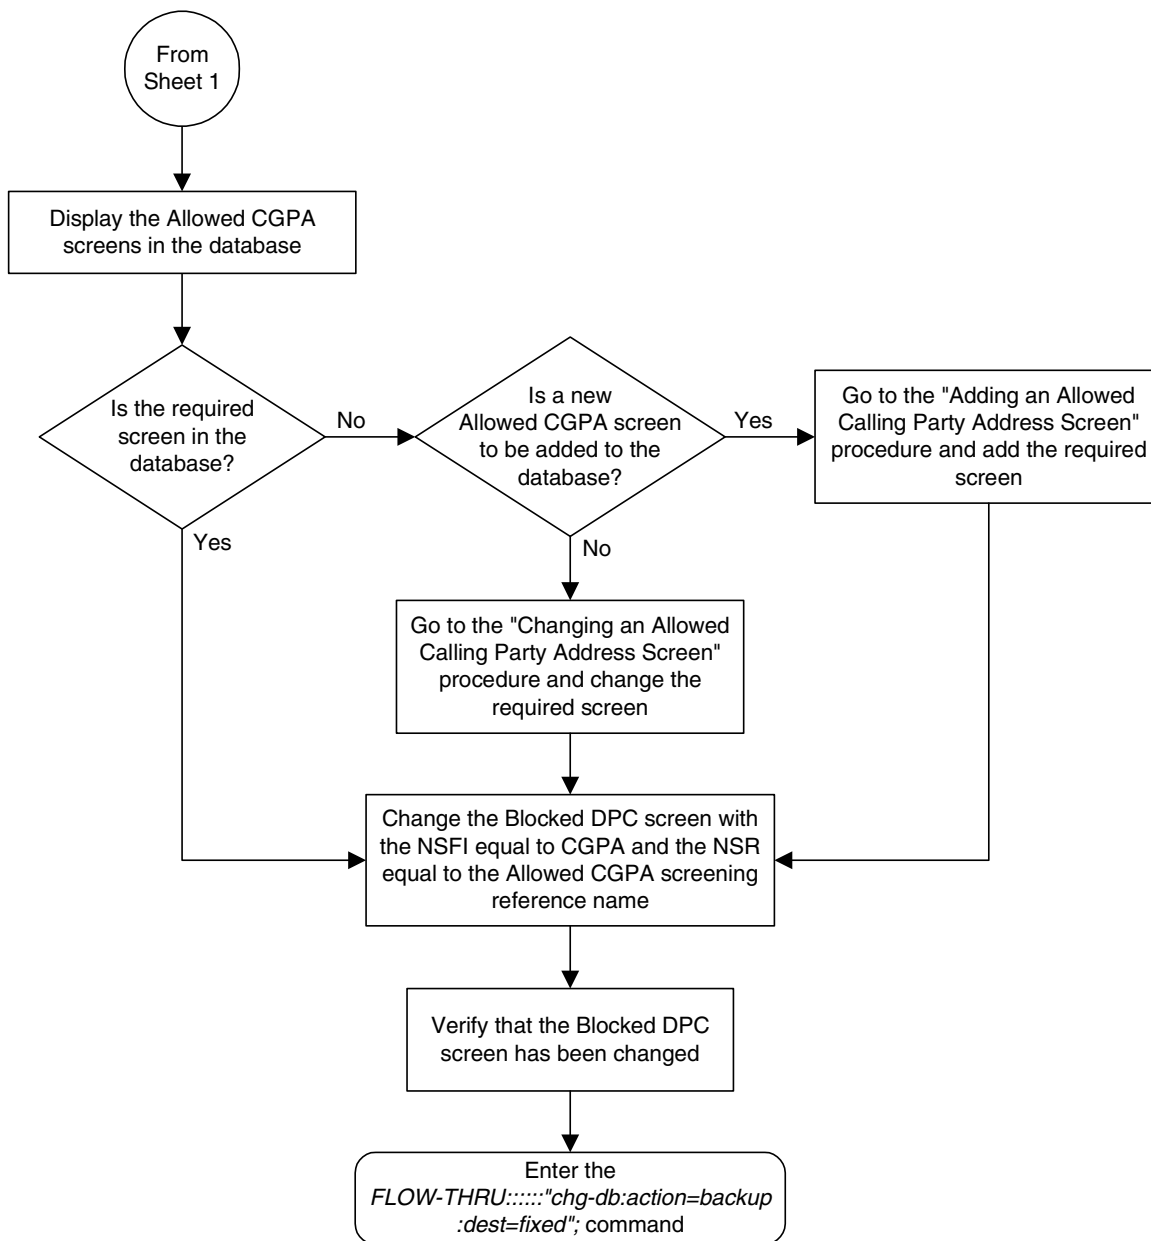 From
Sheet 1
Display the Allowed CGPA
screens in the database
Is the required
screen in the
database?
No
Yes
Is a new
Allowed CGPA screen
to be added to the
database?
Yes
No
Go to the "Adding an Allowed
Calling Party Address Screen"
procedure and add the required
screen
Go to the "Changing an Allowed
Calling Party Address Screen"
procedure and change the
required screen
Change the Blocked DPC screen with
the NSFI equal to CGPA and the NSR
equal to the Allowed CGPA screening
reference name
Verify that the Blocked DPC
screen has been changed
Enter the
FLOW-THRU::::::"chg-db:action=backup
:dest=fixed"; command